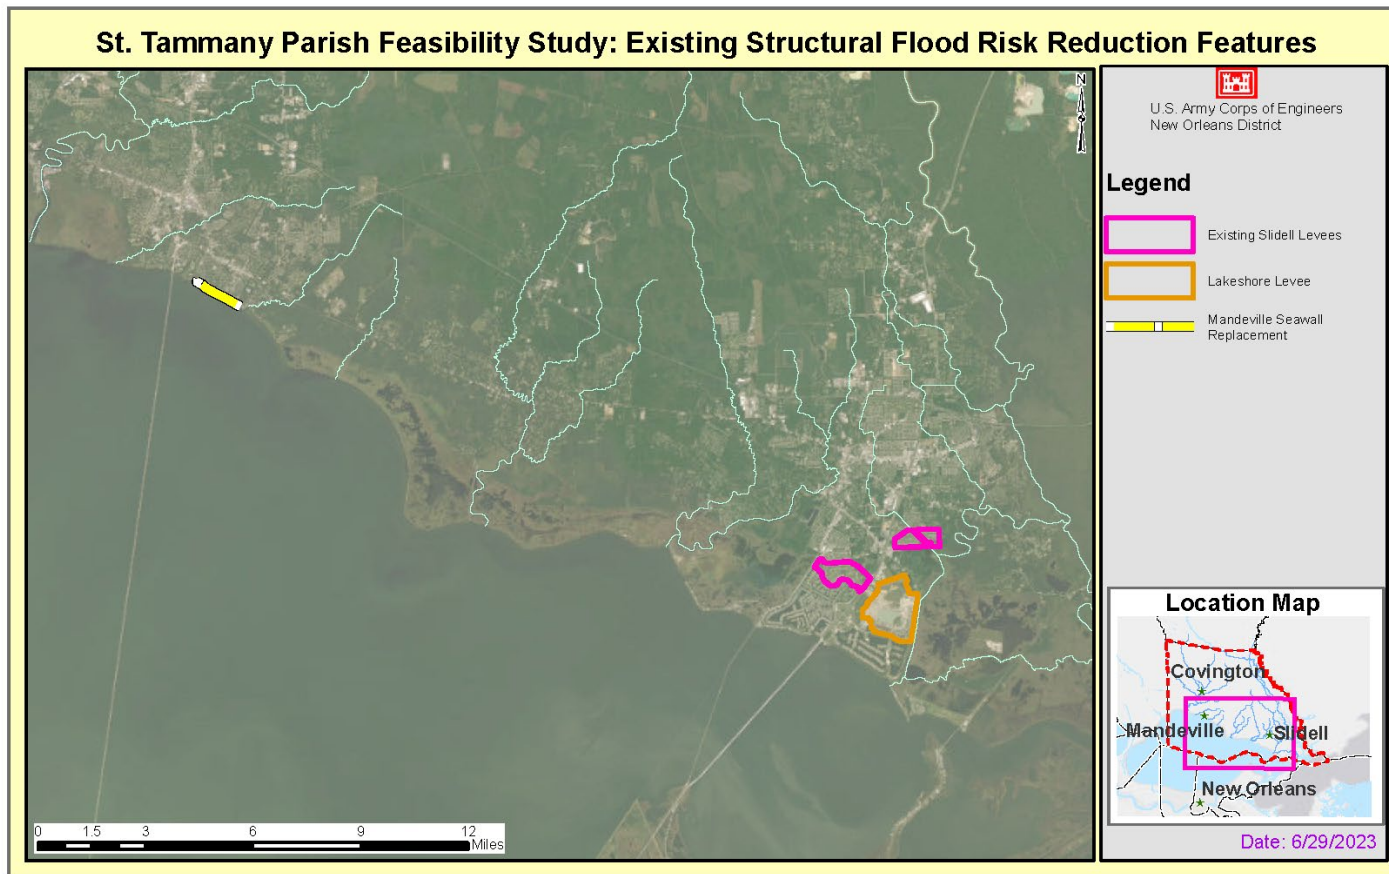 St. Tammany Parish Feasibility Study: Existing Structural Flood Risk Reduction Features
N
U.S. Army Corps of Engineers
New Orleans District
Legend
Existing Slidell Levees
Lakeshore Levee
Mandeville Seawall
Replacement
Location Map
Covington
Mandeville
Slidell
New Orleans
0 1.5 3 6 9 12
Miles
Date: 6/29/2023